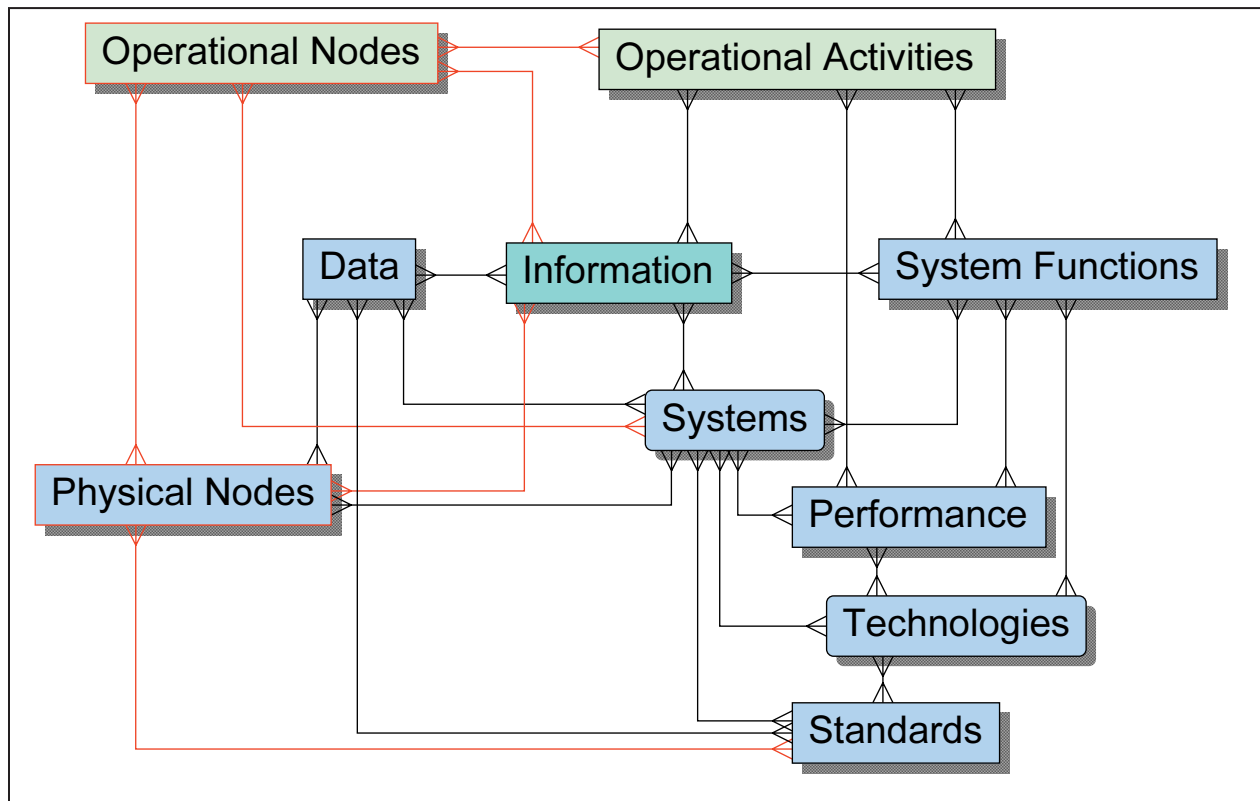 Operational Nodes
Operational Activities
Data
Information
System Functions
Systems
Physical Nodes
Performance
Technologies
Standards